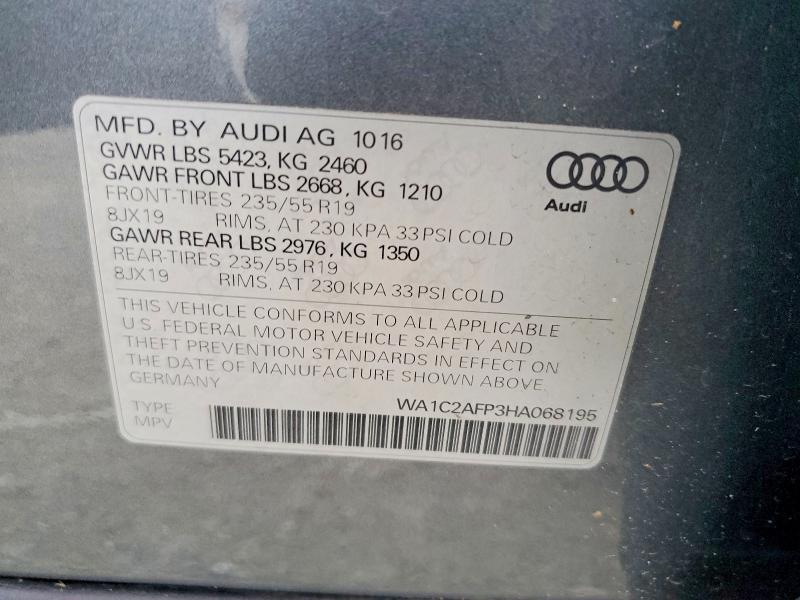 MFD. BY AUDI AG 10 16
GVWR LBS 5423, KG 2460
GAWR FRONT LBS 2668, KG 1210
FRONT-TIRES 235/55 R19
8JX19 RIMS, AT 230 KPA 33 PSI COLD
GAWR REAR LBS 2976, KG 1350
REAR-TIRES 235/55 R19
8JX19 RIMS, AT 230 KPA 33 PSI COLD
THIS VEHICLE CONFORMS TO ALL APPLICABLE
U.S. FEDERAL MOTOR VEHICLE SAFETY AND
THEFT PREVENTION STANDARDS IN EFFECT ON
THE DATE OF MANUFACTURE SHOWN ABOVE.
GERMANY
TYPE WA1C2AFP3HA068195
MPV
Audi